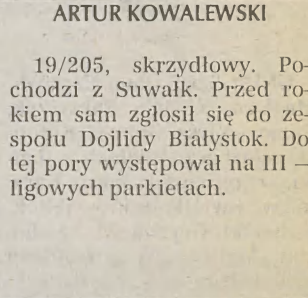 ARTUR KOWALEWSKI
19/205, skrzydłowy. Po-
chodzi z Suwałk. Przed ro-
kiem sam zgłosił się do ze-
społu Dojlidy Białystok. Do
tej pory występował na III –
ligowych parkietach.